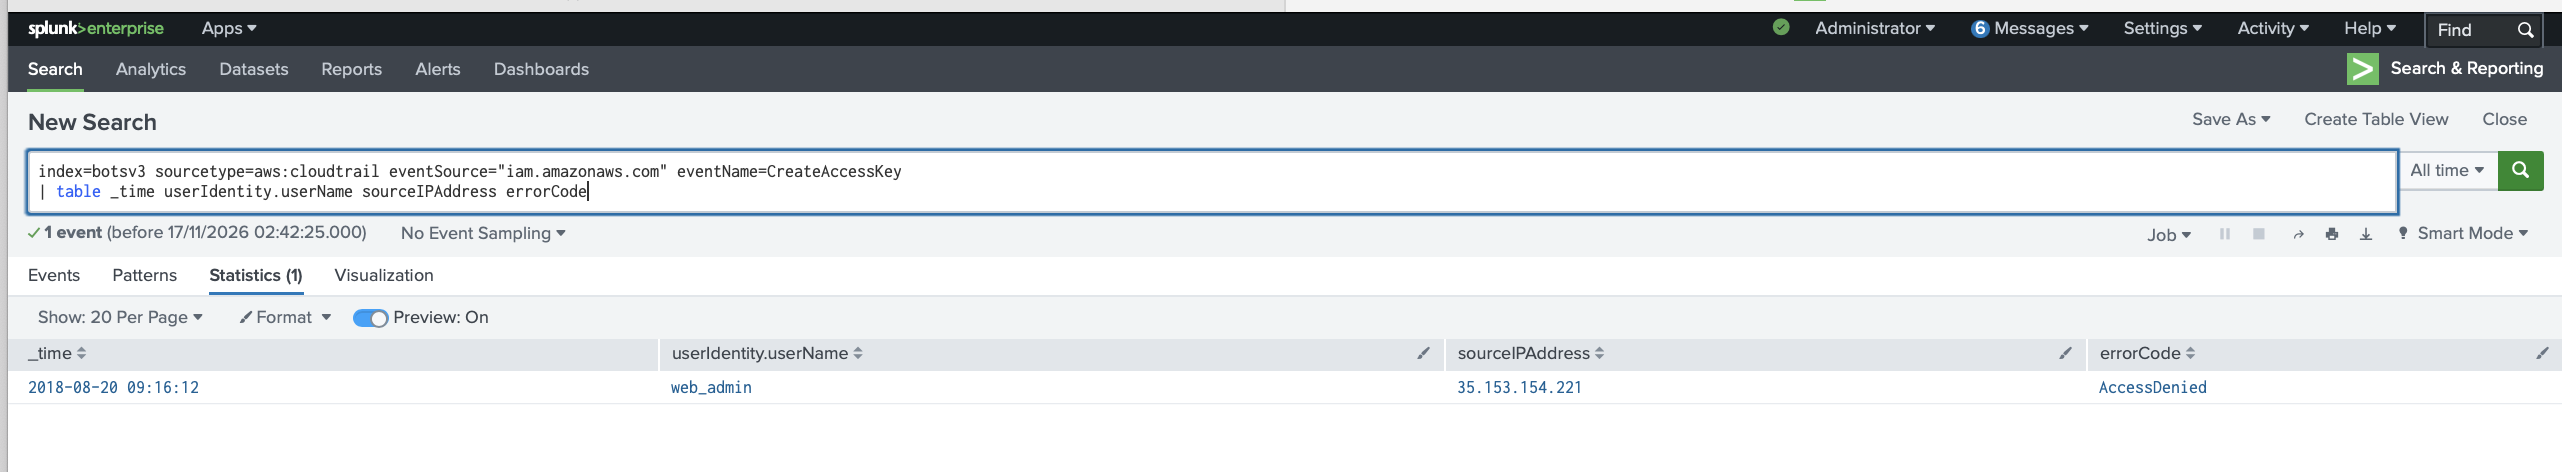 splunk>enterprise Apps Administrator 6 Messages Settings Activity Help Find
Search Analytics Datasets Reports Alerts Dashboards Search & Reporting
New Search Save As Create Table View Close
index=botsv3 sourcetype=aws:cloudtrail eventSource="iam.amazonaws.com" eventName=CreateAccessKey
| table _time userIdentity.userName sourceIPAddress errorCode
All time
1 event (before 17/11/2026 02:42:25.000) No Event Sampling Job Smart Mode
Events Patterns Statistics (1) Visualization
Show: 20 Per Page Format Preview: On
_time userIdentity.userName sourceIPAddress errorCode
2018-08-20 09:16:12 web_admin 35.153.154.221 AccessDenied